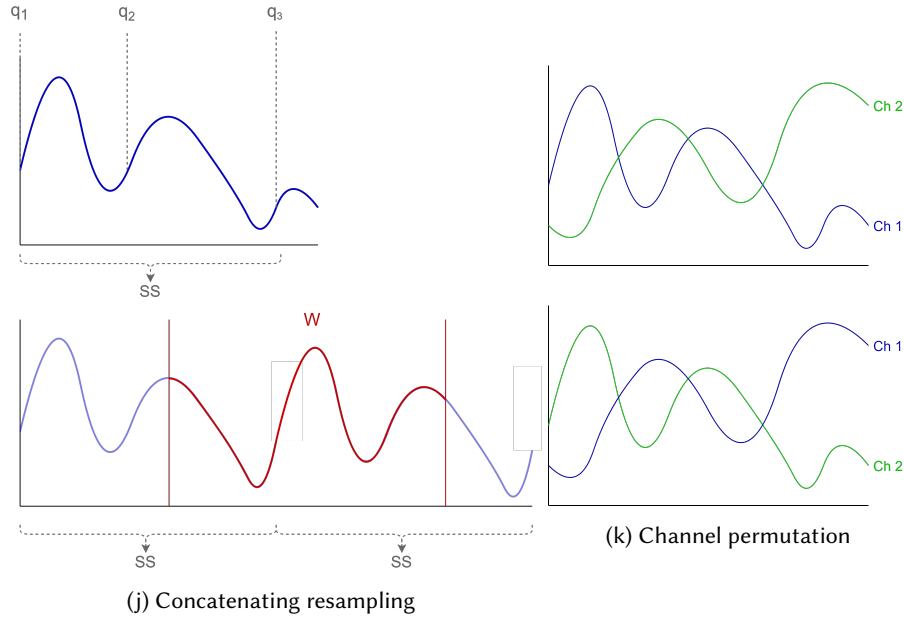 q1 q2 q3
SS
W
SS SS
(j) Concatenating resampling
Ch 2
Ch 1
Ch 1
Ch 2
(k) Channel permutation